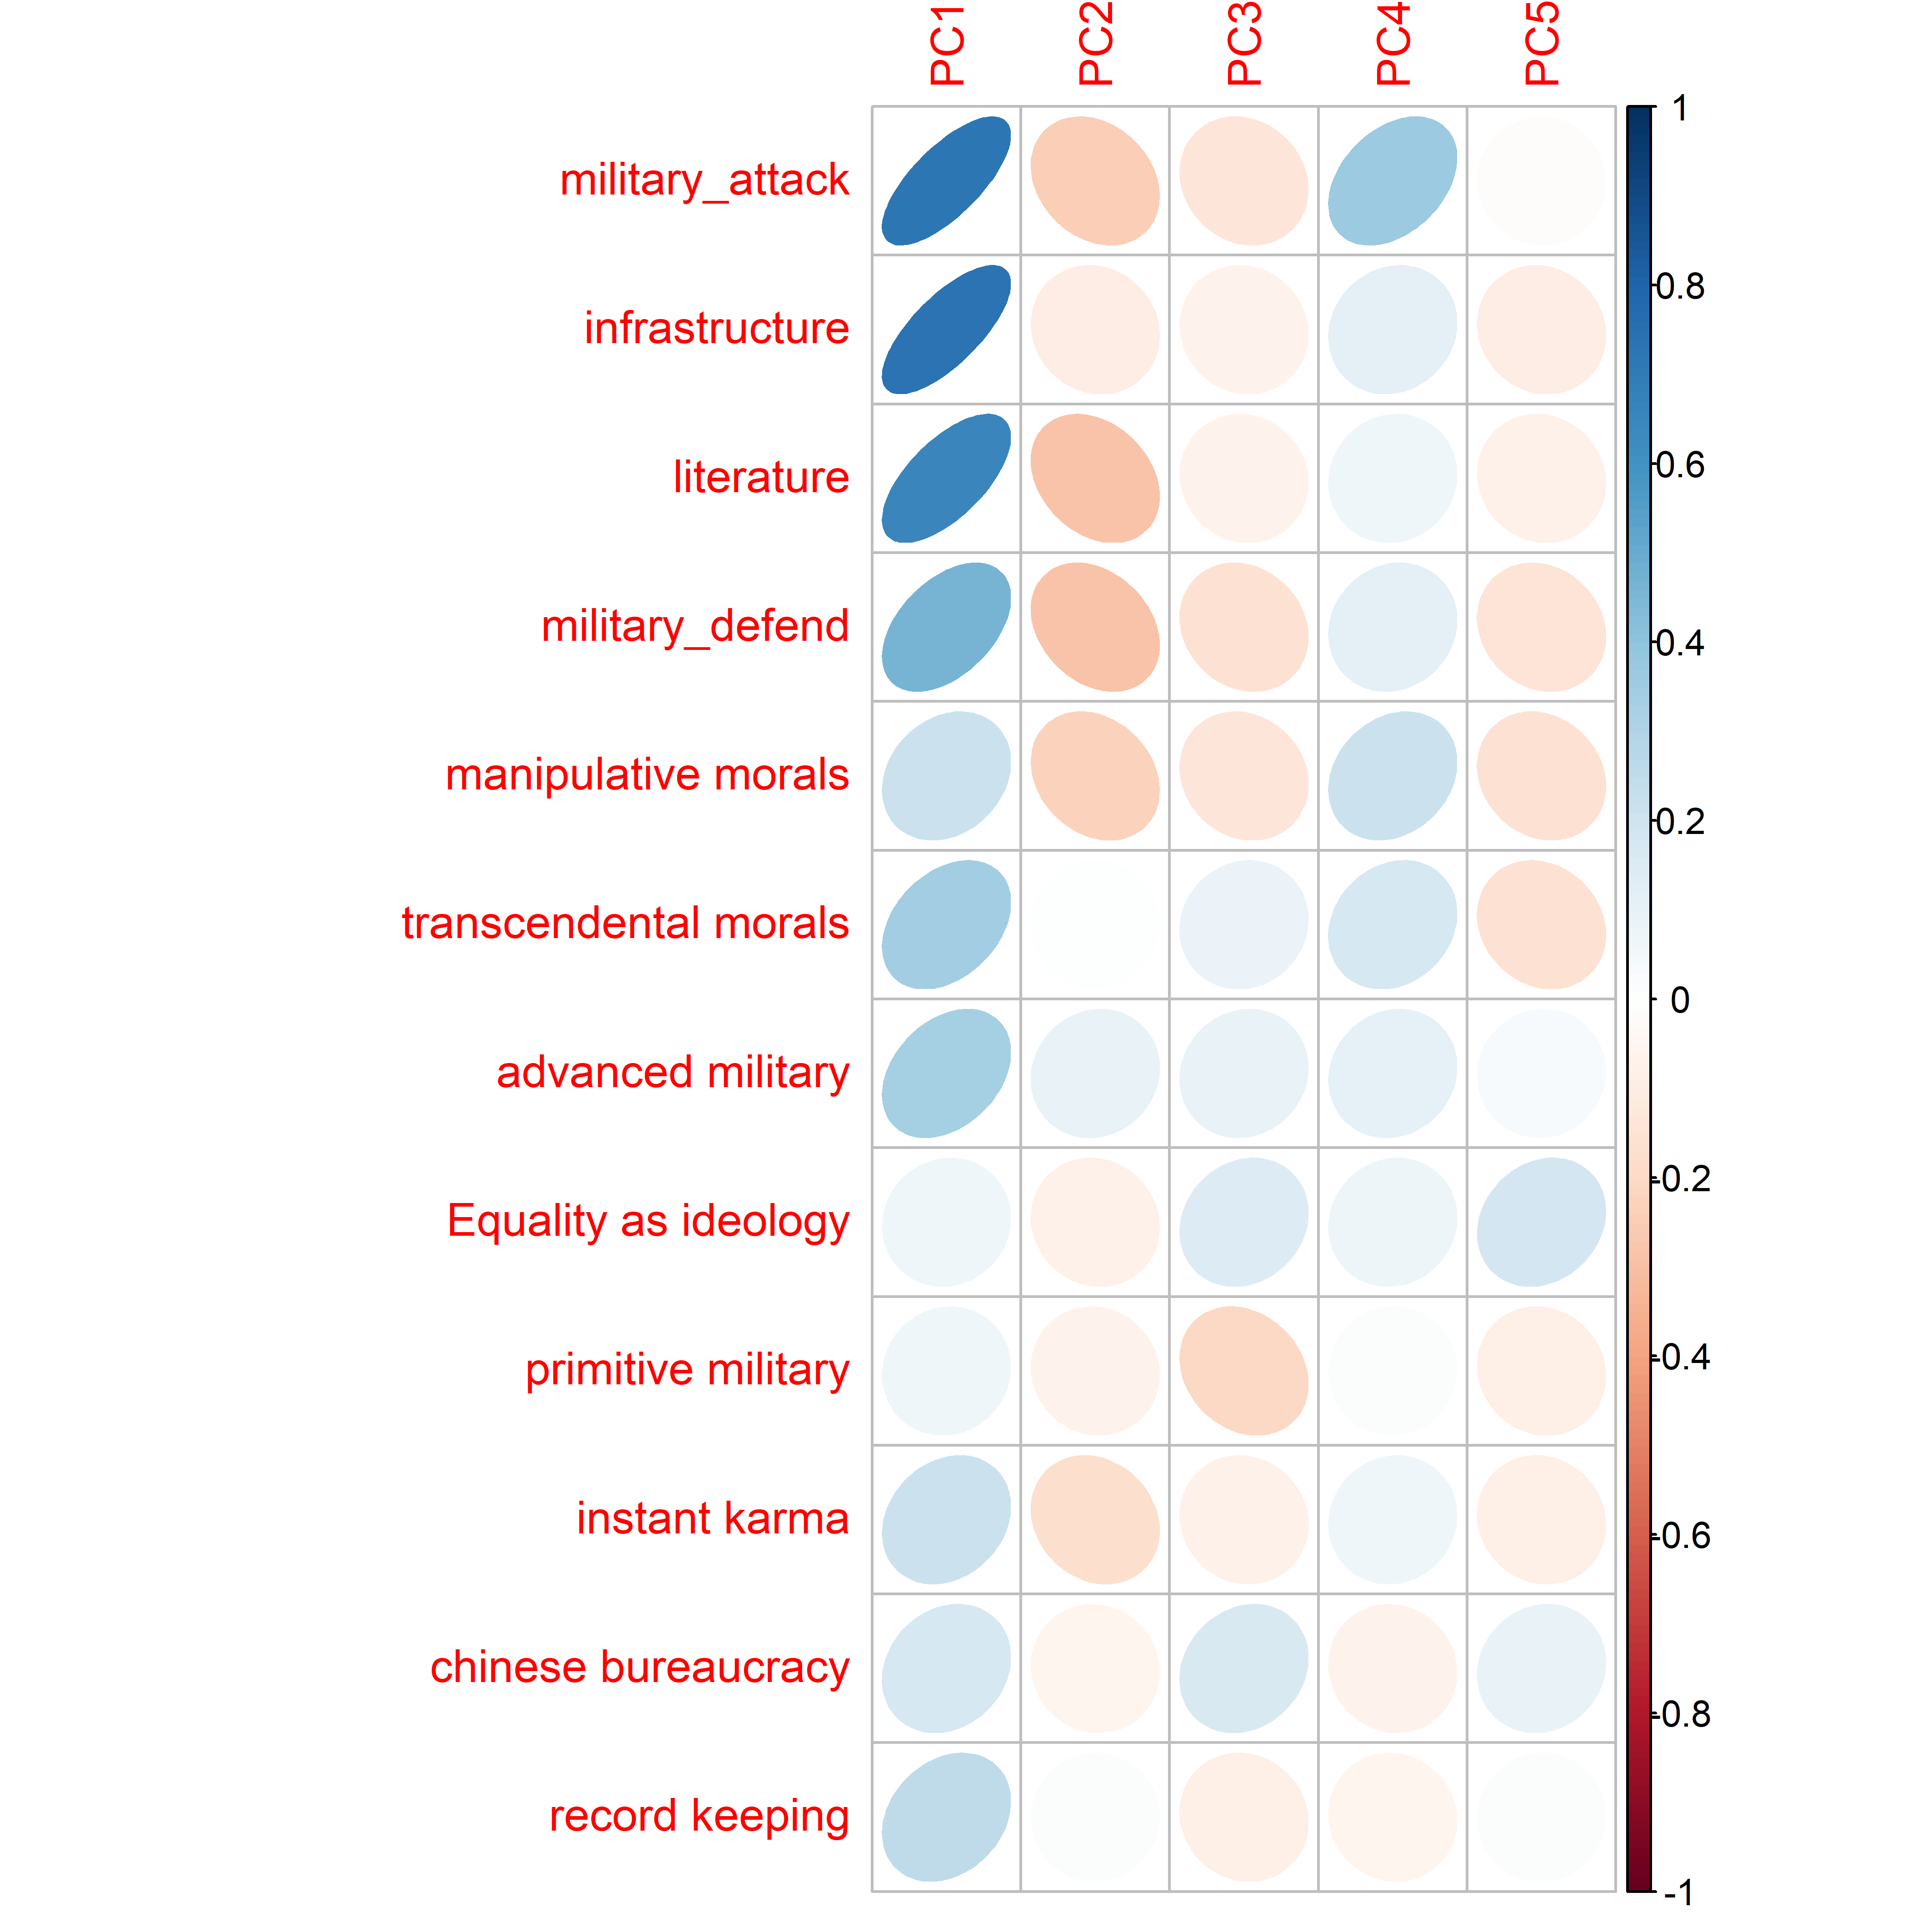 PC1 PC2 PC3 PC4 PC5
military_attack
infrastructure
literature
military_defend
manipulative morals
transcendental morals
advanced military
Equality as ideology
primitive military
instant karma
chinese bureaucracy
record keeping
1
0.8
0.6
0.4
0.2
0
-0.2
-0.4
-0.6
-0.8
-1